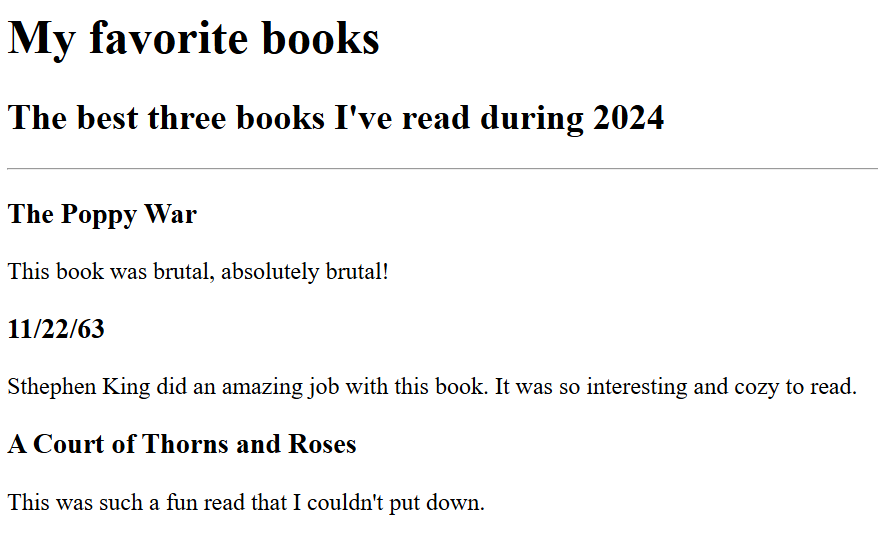 My favorite books
The best three books I've read during 2024
The Poppy War
This book was brutal, absolutely brutal!
11/22/63
Sthephen King did an amazing job with this book. It was so interesting and cozy to read.
A Court of Thorns and Roses
This was such a fun read that I couldn't put down.